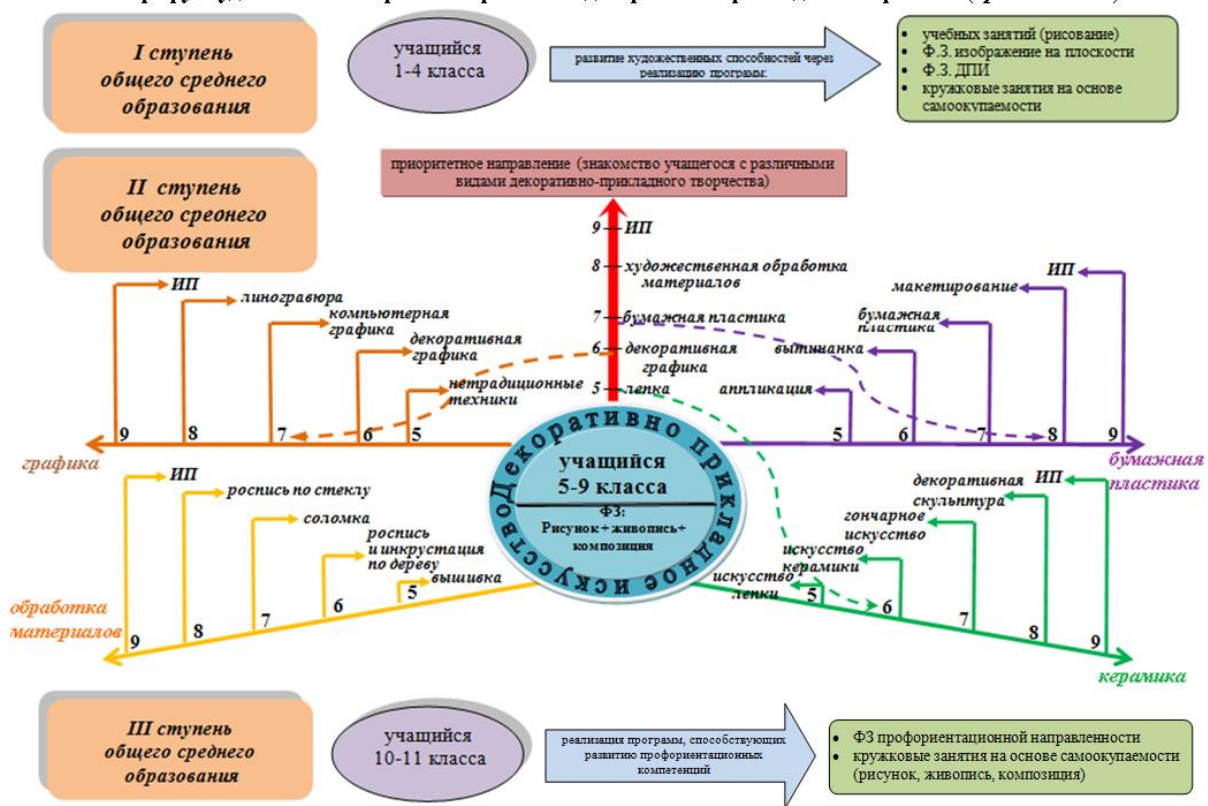 I ступень
общего среднего
образования
учащийся
1-4 класса
развитие художественных способностей через
реализацию программ:
• учебных занятий (рисование)
• Ф.З. изображение на плоскости
• Ф.З. ДПИ
• кружковые занятия на основе
самоокупаемости
приоритетное направление (знакомство учащегося с различными
видами декоративно-прикладного творчества)
II ступень
общего среонего
образования
9 ИП
8 художественная обработка
материалов
7 бумажная пластика
6 декоративная
графика
5 лепка
ИП
линогравюра
компьютерная
графика
декоративная
графика
нетрадиционные
техники
9 8 7 6 5
графика
ИП
макетирование
бумажная
пластика
вытинанка
аппликация
5 6 7 8 9
бумажная
пластика
Декоративно прикладное искусство
учащийся
5-9 класса
ФЗ:
Рисунок + живопись+
композиция
ИП
роспись по стеклу
соломка
роспись
и инкрустация
по дереву
вышивка
9 8 7 6 5
обработка
материалов
ИП
декоративная
скульптура
гончарное
искусство
искусство
керамики
искусство
лепки
5 6 7 8 9
керамика
III ступень
общего среднего
образования
учащийся
10-11 класса
реализация программ, способствующих
развитию профориентационных
компетенций
• ФЗ профориентационной направленности
• кружковые занятия на основе самоокупаемости
(рисунок, живопись, композиция)